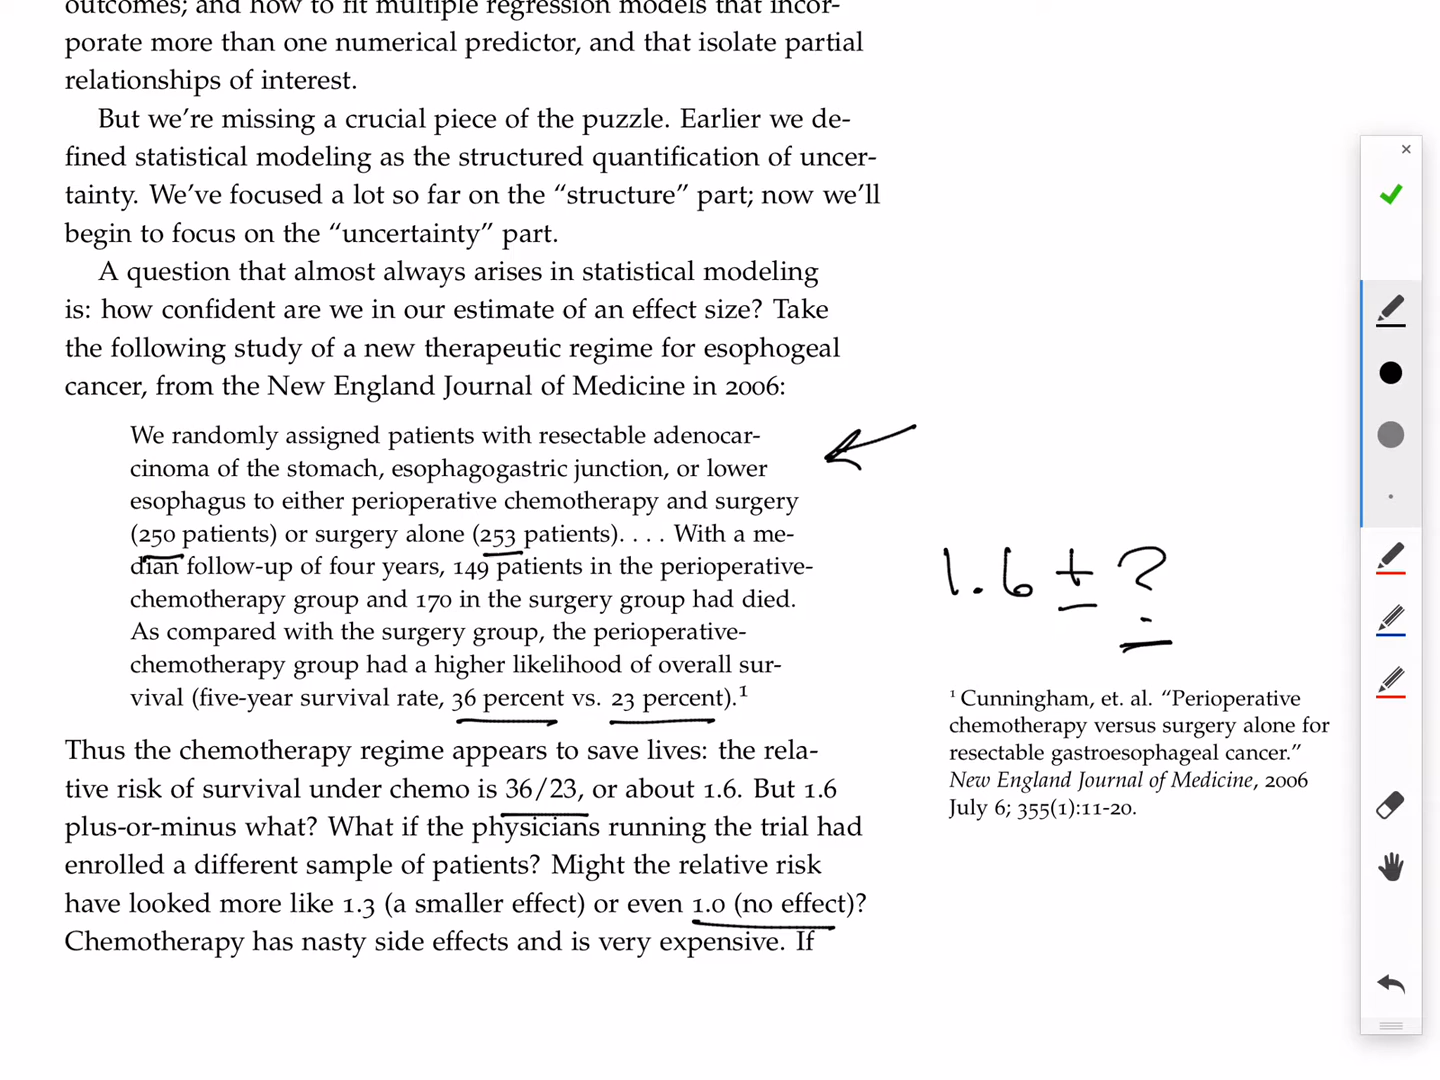 outcomes; and how to fit multiple regression models that incor-
porate more than one numerical predictor, and that isolate partial
relationships of interest.
But we’re missing a crucial piece of the puzzle. Earlier we de-
fined statistical modeling as the structured quantification of uncer-
tainty. We’ve focused a lot so far on the “structure” part; now we’ll
begin to focus on the “uncertainty” part.
A question that almost always arises in statistical modeling
is: how confident are we in our estimate of an effect size? Take
the following study of a new therapeutic regime for esophogeal
cancer, from the New England Journal of Medicine in 2006:
We randomly assigned patients with resectable adenocar-
cinoma of the stomach, esophagogastric junction, or lower
esophagus to either perioperative chemotherapy and surgery
(250 patients) or surgery alone (253 patients). . . . With a me-
dian follow-up of four years, 149 patients in the perioperative-
chemotherapy group and 170 in the surgery group had died.
As compared with the surgery group, the perioperative-
chemotherapy group had a higher likelihood of overall sur-
vival (five-year survival rate, 36 percent vs. 23 percent).¹
Thus the chemotherapy regime appears to save lives: the rela-
tive risk of survival under chemo is 36/23, or about 1.6. But 1.6
plus-or-minus what? What if the physicians running the trial had
enrolled a different sample of patients? Might the relative risk
have looked more like 1.3 (a smaller effect) or even 1.0 (no effect)?
Chemotherapy has nasty side effects and is very expensive. If
1.6 ± ?
¹ Cunningham, et. al. “Perioperative
chemotherapy versus surgery alone for
resectable gastroesophageal cancer.”
New England Journal of Medicine, 2006
July 6; 355(1):11-20.